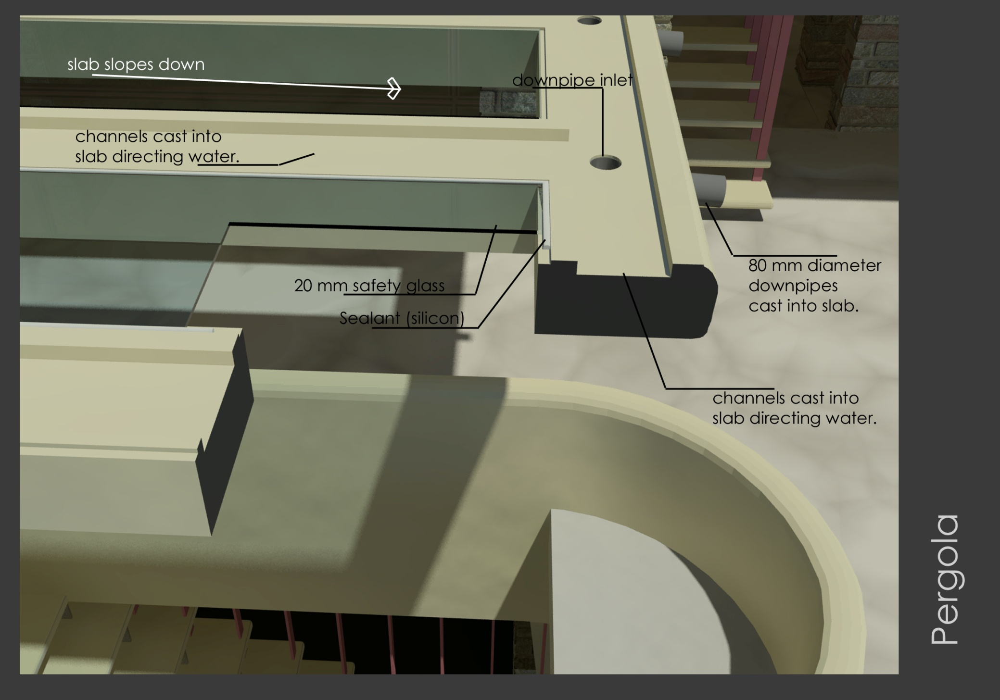 slab slopes down
downpipe inlet
channels cast into
slab directing water.
20 mm safety glass
Sealant (silicon)
80 mm diameter
downpipes
cast into slab.
channels cast into
slab directing water.
Pergola